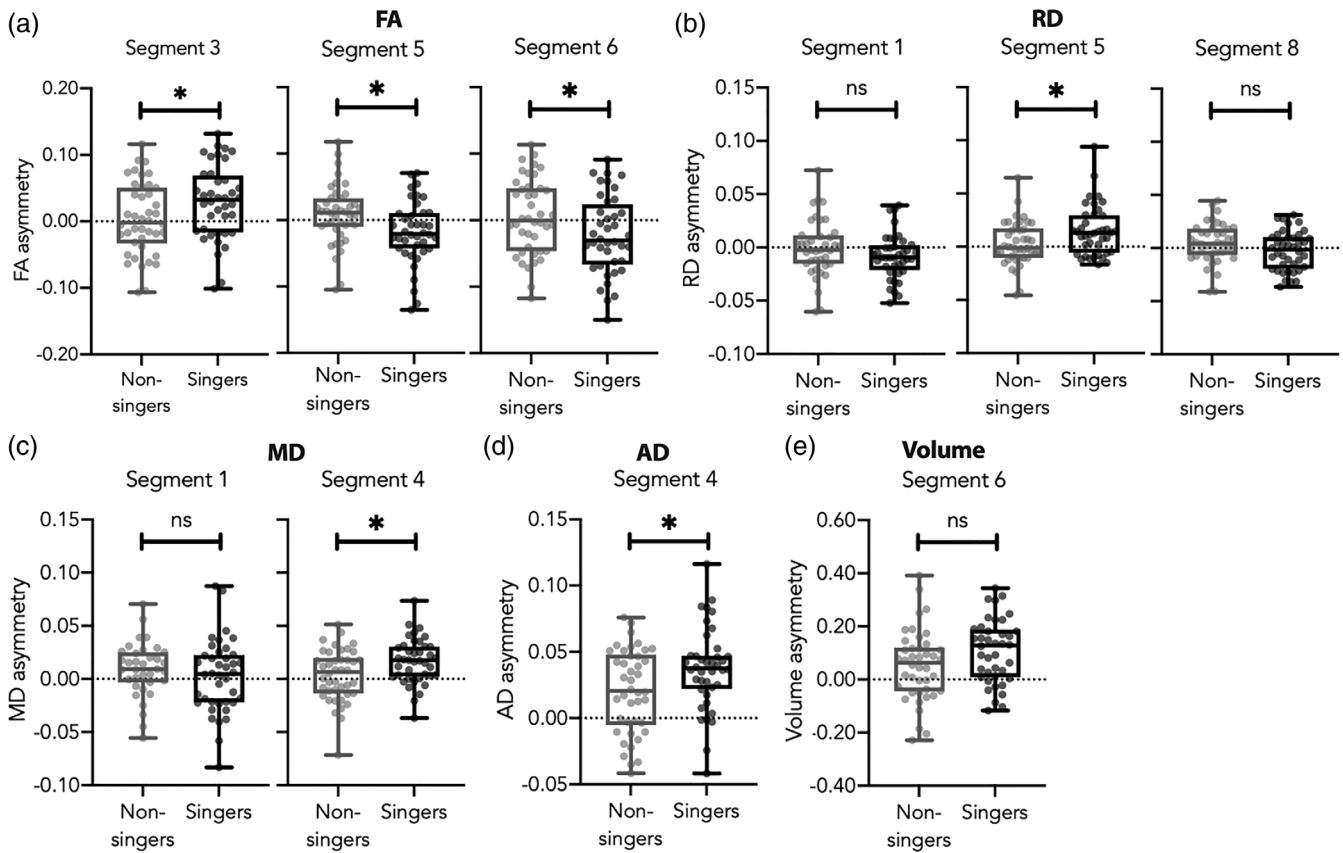 (a)
FA
Segment 3
Segment 5
Segment 6
FA asymmetry
0.20
0.10
0.00
-0.10
-0.20
*
*
*
Non-singers
Singers
Non-singers
Singers
Non-singers
Singers
(b)
RD
Segment 1
Segment 5
Segment 8
RD asymmetry
0.15
0.10
0.05
0.00
-0.05
-0.10
ns
*
ns
Non-singers
Singers
Non-singers
Singers
Non-singers
Singers
(c)
MD
Segment 1
Segment 4
MD asymmetry
0.15
0.10
0.05
0.00
-0.05
-0.10
ns
*
Non-singers
Singers
Non-singers
Singers
(d)
AD
Segment 4
AD asymmetry
0.15
0.10
0.05
0.00
-0.05
*
Non-singers
Singers
(e)
Volume
Segment 6
Volume asymmetry
0.60
0.40
0.20
0.00
-0.20
-0.40
ns
Non-singers
Singers